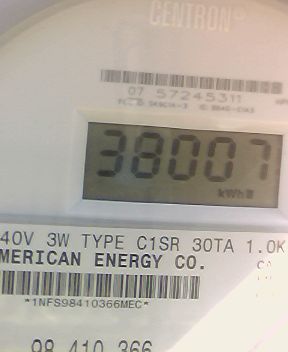 CENTRON®
07 57245311
38007
kWh
40V 3W TYPE C1SR 30TA 1.0K
MERICAN ENERGY CO.
*1NFS98410366MEC*
98 410 366